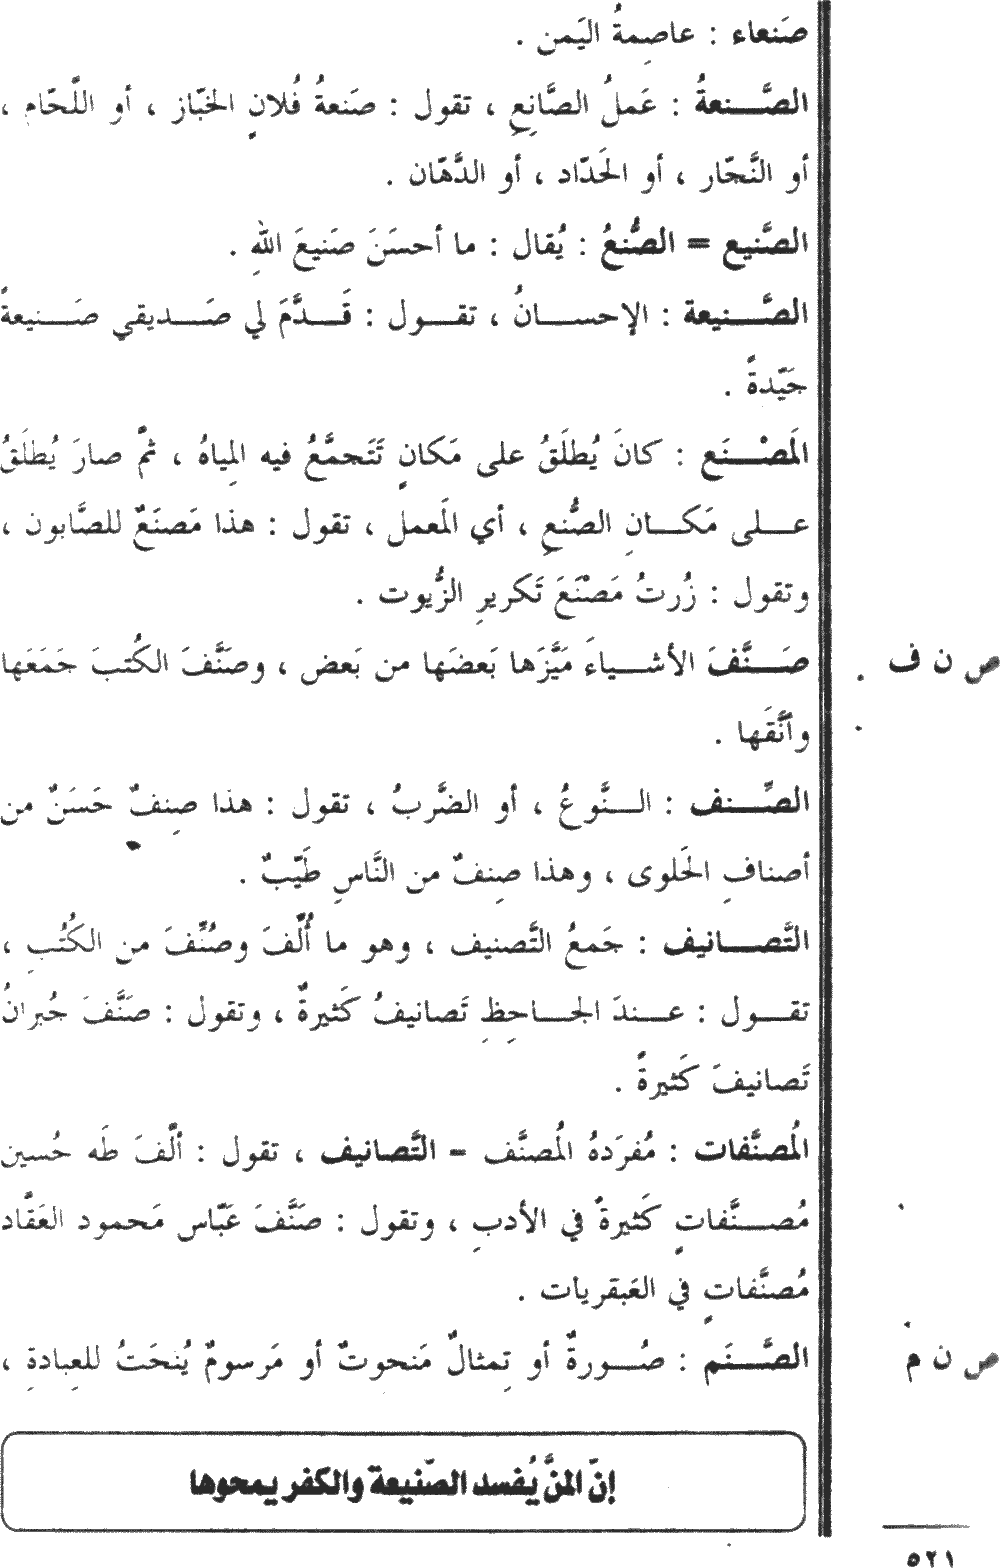 صَنعاء : عاصِمةُ اليَمن .
الصَّنعةُ : عَملُ الصَّانِعِ ، تقول : صَنعةُ فُلانٍ الخبّاز ، أو اللَّحّام ،
أو النَّجّار ، أو الحَدّاد ، أو الدَّهّان .
الصَّنيع = الصُّنعُ : يُقال : ما أحسَنَ صَنيعَ اللهِ .
الصَّنيعة : الإحسانُ ، تقول : قَدَّمَ لي صَديقي صَنيعةً
جَيّدةً .
المَصْنَع : كانَ يُطلَقُ على مَكانٍ تَتَجمَّعُ فيه المِياهُ ، ثمَّ صارَ يُطلَقُ
على مَكانِ الصُّنعِ ، أي المَعمل ، تقول : هذا مَصنَعٌ للصَّابون ،
وتقول : زُرتُ مَصْنَعَ تَكريرِ الزُّيوت .
ص ن ف صَنَّفَ الأشياءَ مَيَّزَها بَعضَها من بَعض ، وصَنَّفَ الكُتبَ جَمَعَها
وأنَّقَها .
الصِّنف : النَّوعُ ، أو الضَّربُ ، تقول : هذا صِنفٌ حَسَنٌ من
أصنافِ الحَلوى ، وهذا صِنفٌ من النَّاسِ طَيّبٌ .
التَّصانيف : جَمعُ التَّصنيف ، وهو ما أُلِّفَ وصُنِّفَ من الكُتُبِ ،
تقول : عندَ الجاحِظِ تَصانيفُ كَثيرةٌ ، وتقول : صَنَّفَ جُبرانُ
تَصانيفَ كَثيرةً .
المُصنَّفات : مُفرَدهُ المُصنَّف = التَّصانيف ، تقول : ألَّفَ طَه حُسين
مُصنَّفاتٍ كَثيرةً في الأدبِ ، وتقول : صَنَّفَ عَبّاس مَحمود العَقَّاد
مُصنَّفاتٍ في العَبقريات .
ص ن م الصَّنَم : صُورةٌ أو تِمثالٌ مَنحوتٌ أو مَرسومٌ يُنحَتُ للعِبادةِ ،
إنّ المنَّ يُفسد الصّنيعة والكفر يمحوها
٥٢١